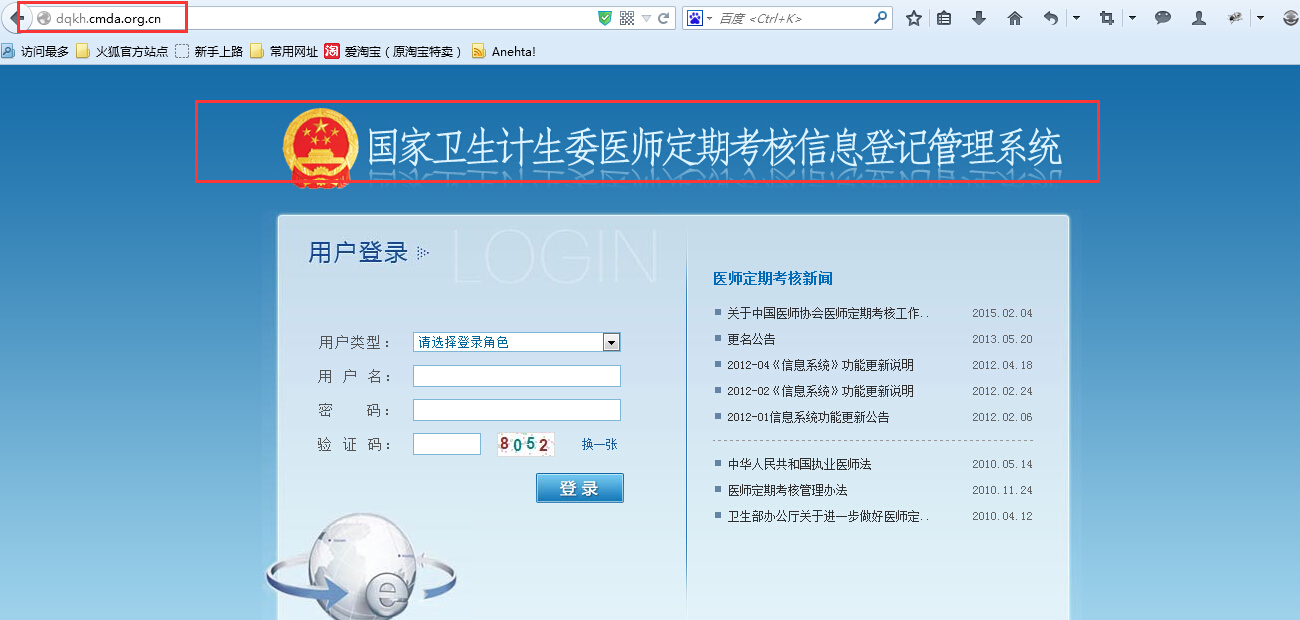 dqkh.cmda.org.cn
百度 <Ctrl+K>
访问最多 火狐官方站点 新手上路 常用网址 淘 爱淘宝（原淘宝特卖） Anehta!
国家卫生计生委医师定期考核信息登记管理系统
用户登录 LOGIN
医师定期考核新闻
关于中国医师协会医师定期考核工作.. 2015.02.04
用户类型： 请选择登录角色
更名公告 2013.05.20
2012-04《信息系统》功能更新说明 2012.04.18
用 户 名：
2012-02《信息系统》功能更新说明 2012.02.24
密 码：
2012-01信息系统功能更新公告 2012.02.06
验 证 码： 8052 换一张
中华人民共和国执业医师法 2010.05.14
登 录
医师定期考核管理办法 2010.11.24
卫生部办公厅关于进一步做好医师定.. 2010.04.12
e